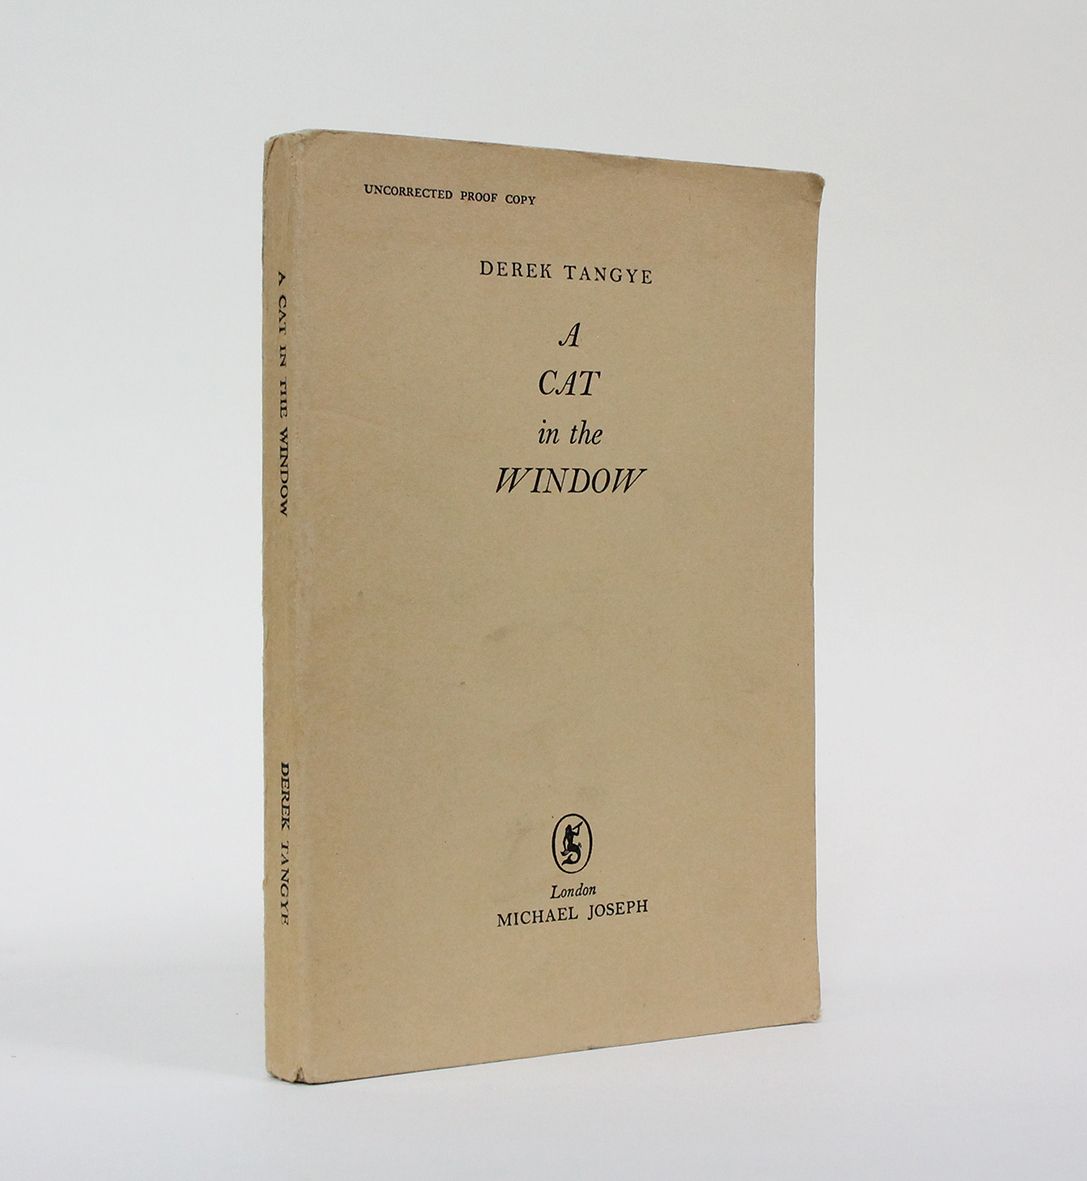 UNCORRECTED PROOF COPY
DEREK TANGYE
A
CAT
in the
WINDOW
London
MICHAEL JOSEPH
A CAT IN THE WINDOW
DEREK TANGYE